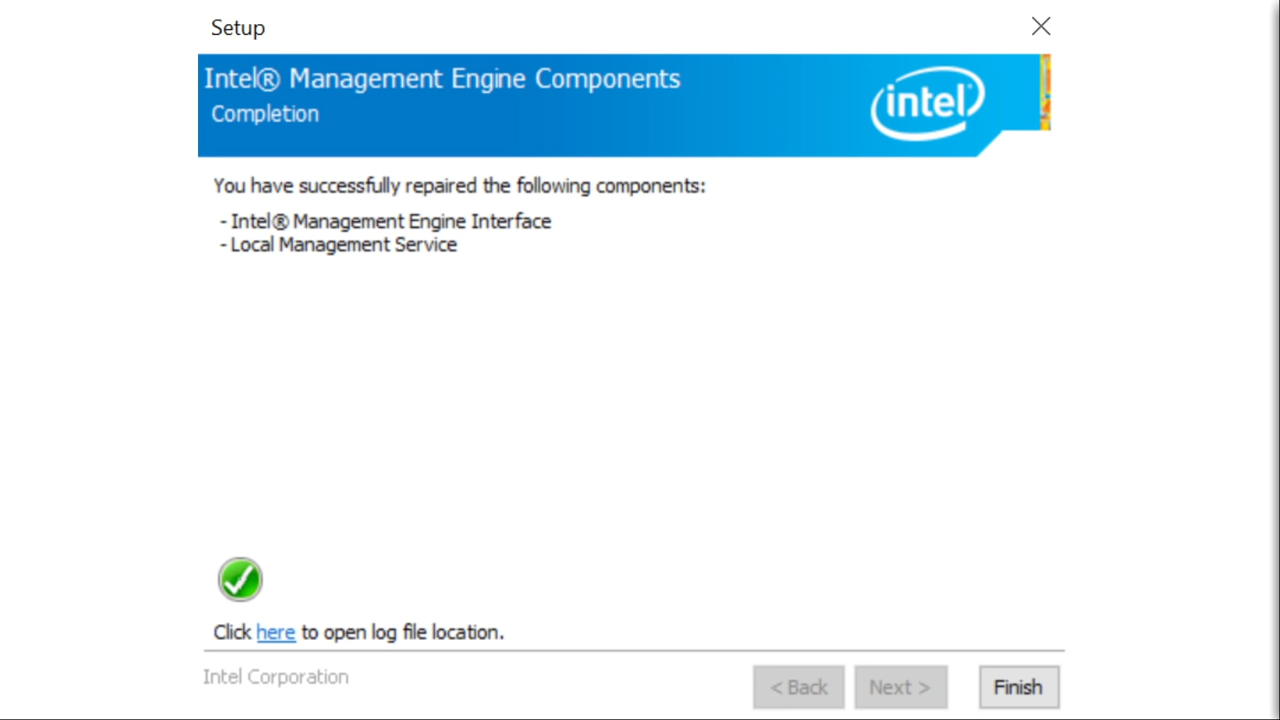 Setup
Intel® Management Engine Components
Completion
intel®
You have successfully repaired the following components:
- Intel® Management Engine Interface
- Local Management Service
Click here to open log file location.
Intel Corporation
< Back Next > Finish